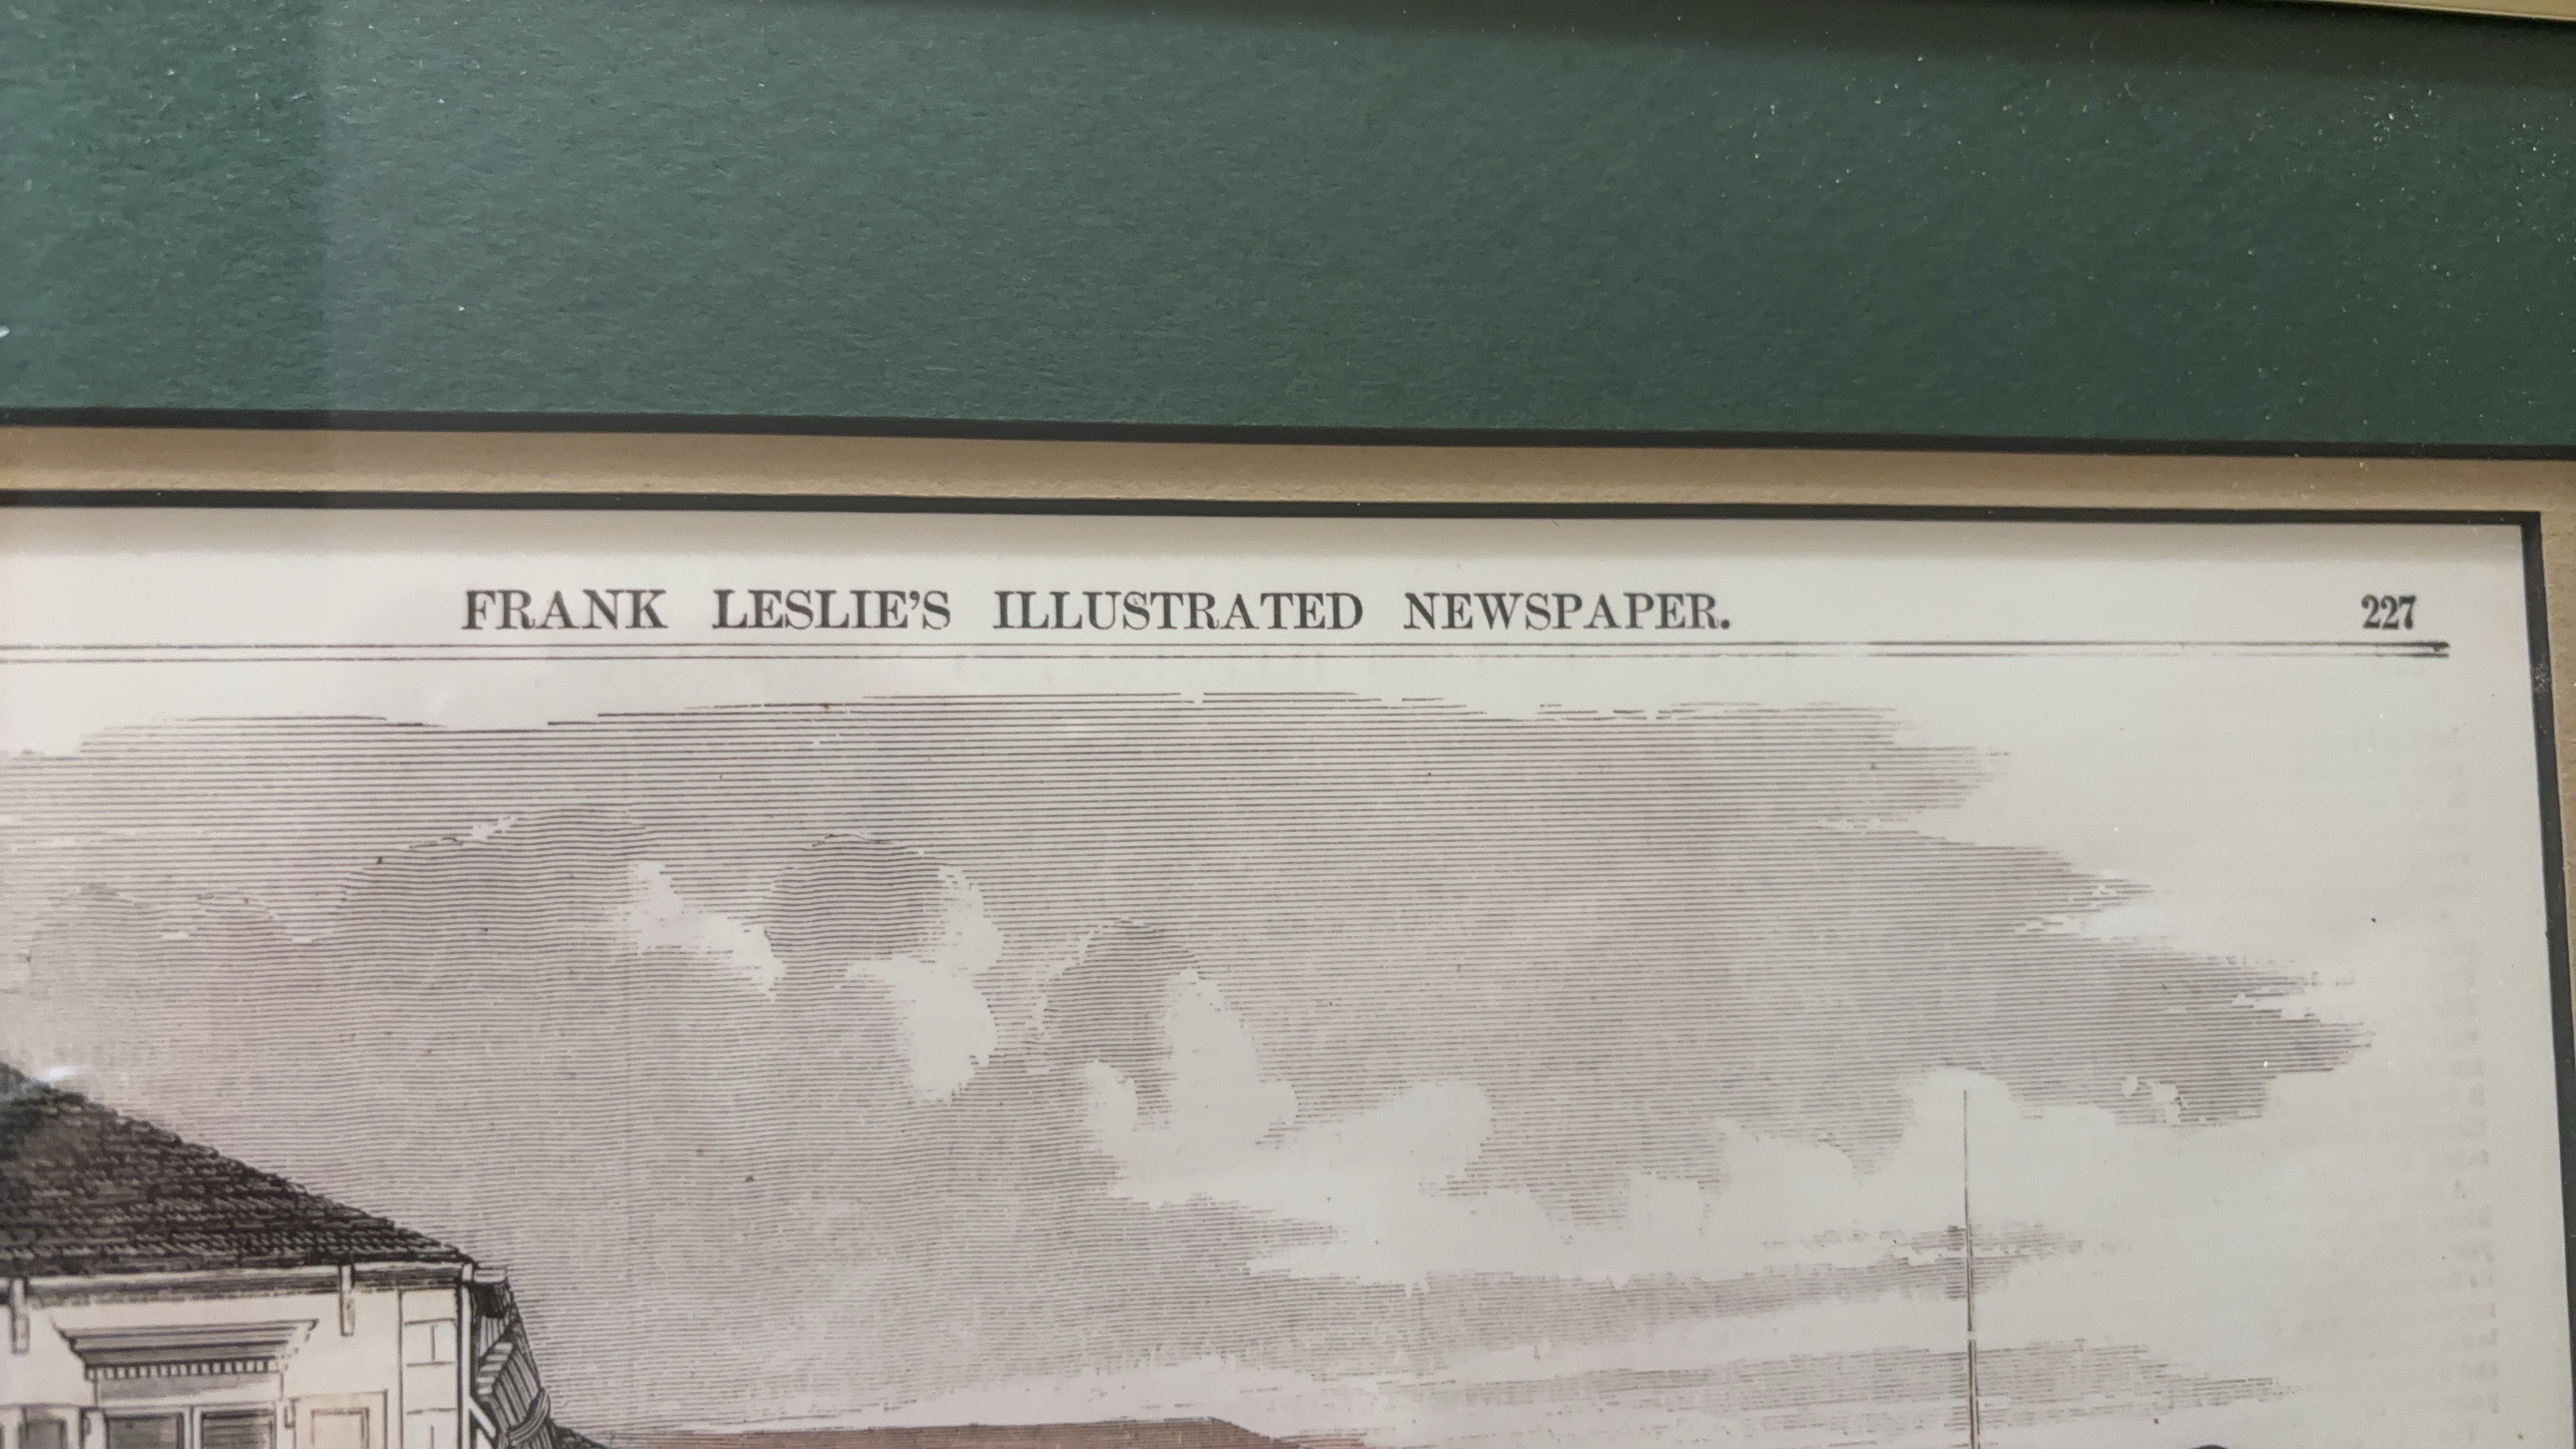 FRANK LESLIE'S ILLUSTRATED NEWSPAPER. 227